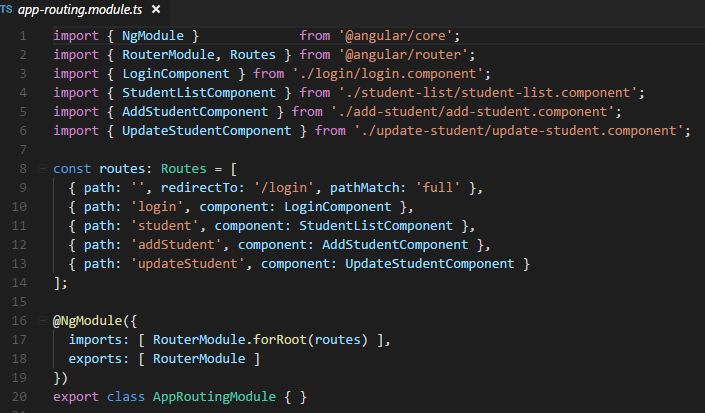 TS app-routing.module.ts ×
1 import { NgModule }             from '@angular/core';
2 import { RouterModule, Routes } from '@angular/router';
3 import { LoginComponent } from './login/login.component';
4 import { StudentListComponent } from './student-list/student-list.component';
5 import { AddStudentComponent } from './add-student/add-student.component';
6 import { UpdateStudentComponent } from './update-student/update-student.component';
7
8 const routes: Routes = [
9   { path: '', redirectTo: '/login', pathMatch: 'full' },
10   { path: 'login', component: LoginComponent },
11   { path: 'student', component: StudentListComponent },
12   { path: 'addStudent', component: AddStudentComponent },
13   { path: 'updateStudent', component: UpdateStudentComponent }
14 ];
15
16 @NgModule({
17   imports: [ RouterModule.forRoot(routes) ],
18   exports: [ RouterModule ]
19 })
20 export class AppRoutingModule { }